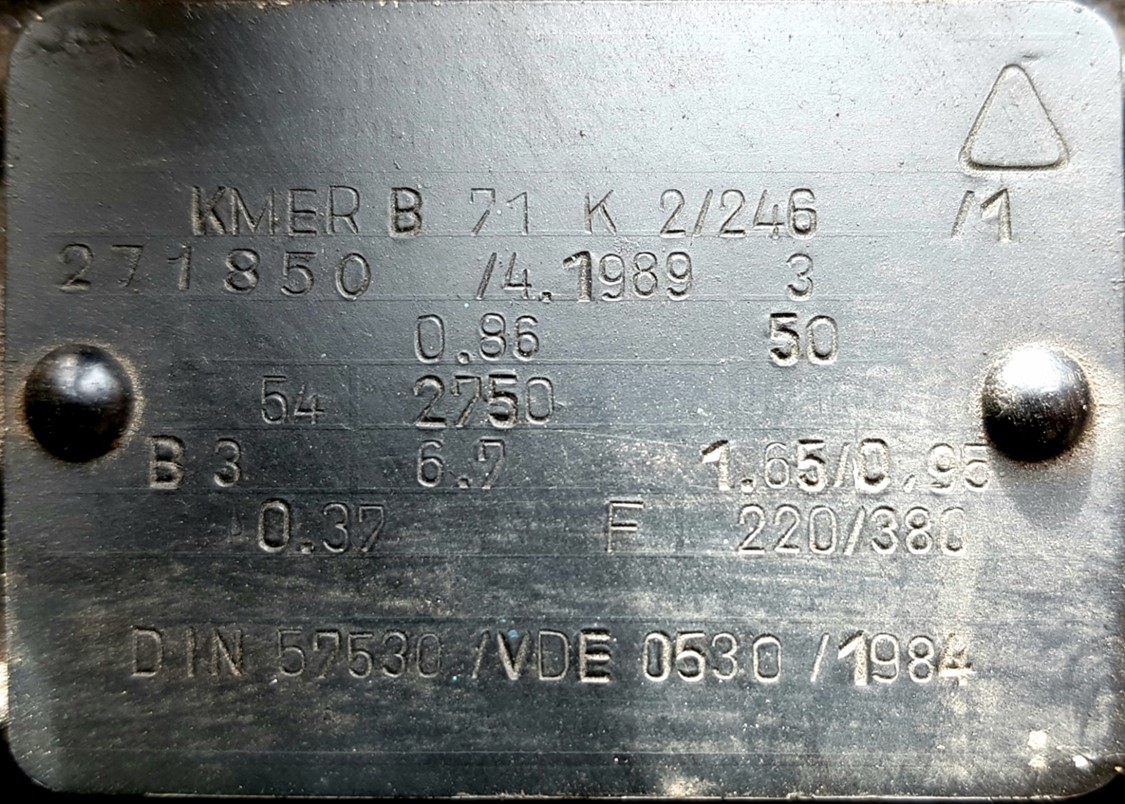 KMER B 71 K 2/246 /1
271850 /4.1989 3
0.86 50
54 2750
B 3 6.7 1.65/0.95
0.37 F 220/380
DIN 57530 /VDE 0530 /1984